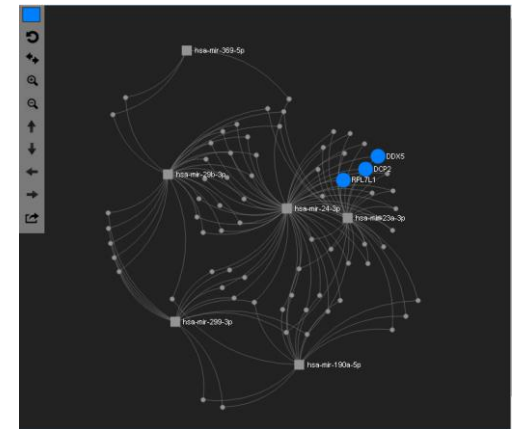 hsa-mir-369-5p
DDX5
DCP2
RPL7L1
hsa-mir-29b-3p
hsa-mir-24-3p
hsa-mir-23a-3p
hsa-mir-299-3p
hsa-mir-190a-5p